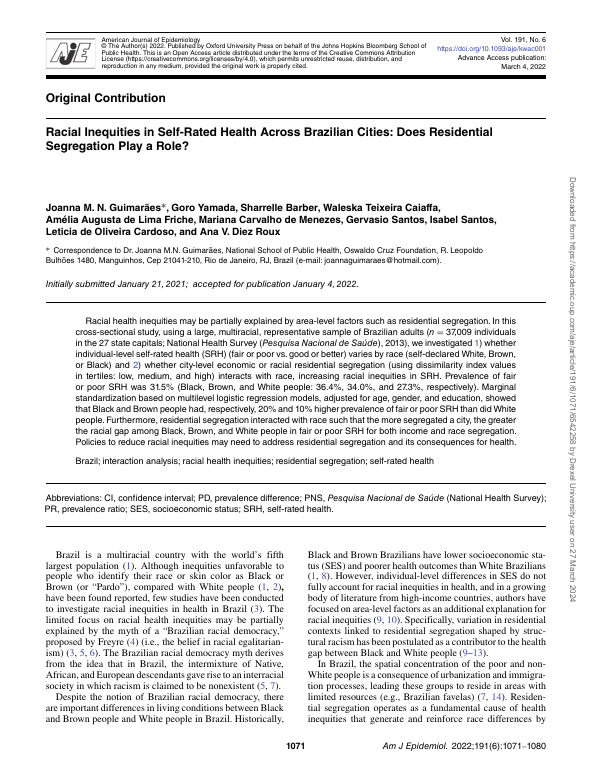 AJE
American Journal of Epidemiology
© The Author(s) 2022. Published by Oxford University Press on behalf of the Johns Hopkins Bloomberg School of
Public Health. This is an Open Access article distributed under the terms of the Creative Commons Attribution
License (https://creativecommons.org/licenses/by/4.0), which permits unrestricted reuse, distribution, and
reproduction in any medium, provided the original work is properly cited.
Vol. 191, No. 6
https://doi.org/10.1093/aje/kwac001
Advance Access publication:
March 4, 2022
Original Contribution
Racial Inequities in Self-Rated Health Across Brazilian Cities: Does Residential
Segregation Play a Role?
Joanna M. N. Guimarães*, Goro Yamada, Sharrelle Barber, Waleska Teixeira Caiaffa,
Amélia Augusta de Lima Friche, Mariana Carvalho de Menezes, Gervasio Santos, Isabel Santos,
Leticia de Oliveira Cardoso, and Ana V. Diez Roux
* Correspondence to Dr. Joanna M.N. Guimarães, National School of Public Health, Oswaldo Cruz Foundation, R. Leopoldo
Bulhões 1480, Manguinhos, Cep 21041-210, Rio de Janeiro, RJ, Brazil (e-mail: joannaguimaraes@hotmail.com).
Initially submitted January 21, 2021; accepted for publication January 4, 2022.
Racial health inequities may be partially explained by area-level factors such as residential segregation. In this
cross-sectional study, using a large, multiracial, representative sample of Brazilian adults (n = 37,009 individuals
in the 27 state capitals; National Health Survey (Pesquisa Nacional de Saúde), 2013), we investigated 1) whether
individual-level self-rated health (SRH) (fair or poor vs. good or better) varies by race (self-declared White, Brown,
or Black) and 2) whether city-level economic or racial residential segregation (using dissimilarity index values
in tertiles: low, medium, and high) interacts with race, increasing racial inequities in SRH. Prevalence of fair
or poor SRH was 31.5% (Black, Brown, and White people: 36.4%, 34.0%, and 27.3%, respectively). Marginal
standardization based on multilevel logistic regression models, adjusted for age, gender, and education, showed
that Black and Brown people had, respectively, 20% and 10% higher prevalence of fair or poor SRH than did White
people. Furthermore, residential segregation interacted with race such that the more segregated a city, the greater
the racial gap among Black, Brown, and White people in fair or poor SRH for both income and race segregation.
Policies to reduce racial inequities may need to address residential segregation and its consequences for health.
Brazil; interaction analysis; racial health inequities; residential segregation; self-rated health
Abbreviations: CI, confidence interval; PD, prevalence difference; PNS, Pesquisa Nacional de Saúde (National Health Survey);
PR, prevalence ratio; SES, socioeconomic status; SRH, self-rated health.
Brazil is a multiracial country with the world's fifth
largest population (1). Although inequities unfavorable to
people who identify their race or skin color as Black or
Brown (or “Pardo”), compared with White people (1, 2),
have been found reported, few studies have been conducted
to investigate racial inequities in health in Brazil (3). The
limited focus on racial health inequities may be partially
explained by the myth of a “Brazilian racial democracy,”
proposed by Freyre (4) (i.e., the belief in racial egalitarian-
ism) (3, 5, 6). The Brazilian racial democracy myth derives
from the idea that in Brazil, the intermixture of Native,
African, and European descendants gave rise to an interracial
society in which racism is claimed to be nonexistent (5, 7).
Despite the notion of Brazilian racial democracy, there
are important differences in living conditions between Black
and Brown people and White people in Brazil. Historically,
Black and Brown Brazilians have lower socioeconomic sta-
tus (SES) and poorer health outcomes than White Brazilians
(1, 8). However, individual-level differences in SES do not
fully account for racial inequities in health, and in a growing
body of literature from high-income countries, authors have
focused on area-level factors as an additional explanation for
racial inequities (9, 10). Specifically, variation in residential
contexts linked to residential segregation shaped by struc-
tural racism has been postulated as a contributor to the health
gap between Black and White people (9–13).
In Brazil, the spatial concentration of the poor and non-
White people is a consequence of urbanization and immigra-
tion processes, leading these groups to reside in areas with
limited resources (e.g., Brazilian favelas) (7, 14). Residen-
tial segregation operates as a fundamental cause of health
inequities that generate and reinforce race differences by
1071
Am J Epidemiol. 2022;191(6):1071–1080
Downloaded from https://academic.oup.com/aje/article/191/6/1071/6542258 by Drexel University user on 27 March 2024